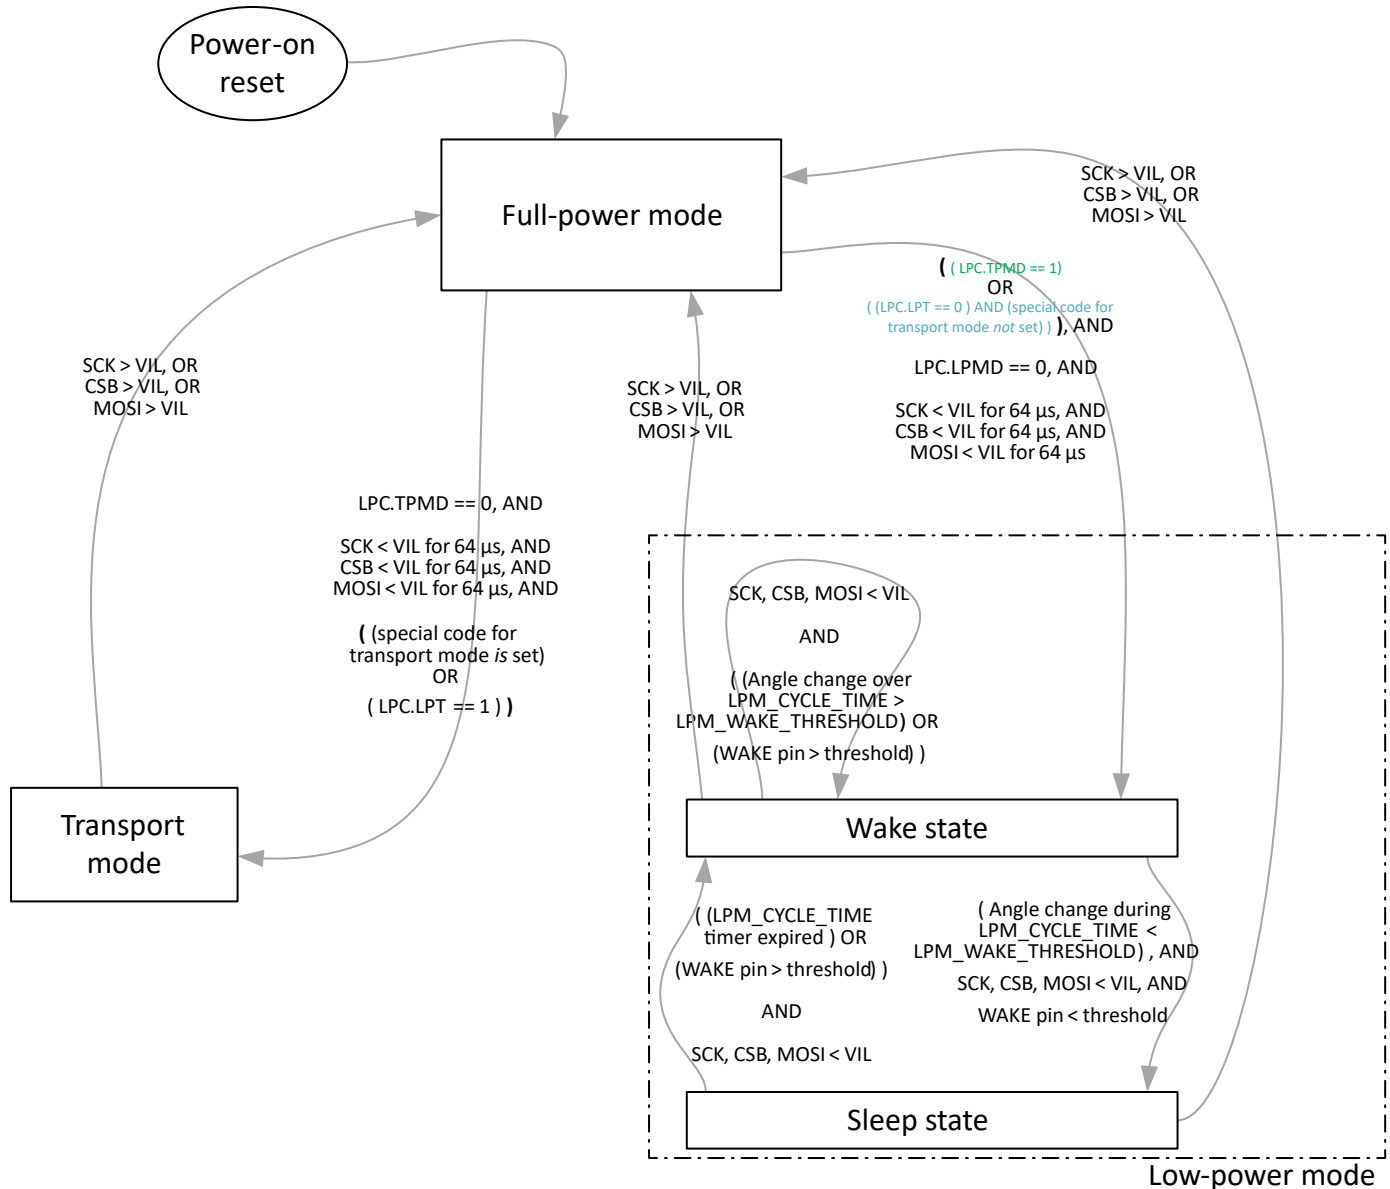 Power-on
reset
Full-power mode
SCK > VIL, OR
CSB > VIL, OR
MOSI > VIL
( ( LPC.TPMD == 1)
OR
( (LPC.LPT == 0 ) AND (special code for
transport mode not set) ) ), AND
LPC.LPMD == 0, AND
SCK < VIL for 64 µs, AND
CSB < VIL for 64 µs, AND
MOSI < VIL for 64 µs
SCK > VIL, OR
CSB > VIL, OR
MOSI > VIL
SCK > VIL, OR
CSB > VIL, OR
MOSI > VIL
LPC.TPMD == 0, AND
SCK < VIL for 64 µs, AND
CSB < VIL for 64 µs, AND
MOSI < VIL for 64 µs, AND
( (special code for
transport mode is set)
OR
( LPC.LPT == 1 ) )
SCK, CSB, MOSI < VIL
AND
( (Angle change over
LPM_CYCLE_TIME >
LPM_WAKE_THRESHOLD) OR
(WAKE pin > threshold) )
Transport
mode
Wake state
( (LPM_CYCLE_TIME
timer expired ) OR
(WAKE pin > threshold) )
AND
SCK, CSB, MOSI < VIL
( Angle change during
LPM_CYCLE_TIME <
LPM_WAKE_THRESHOLD) , AND
SCK, CSB, MOSI < VIL, AND
WAKE pin < threshold
Sleep state
Low-power mode